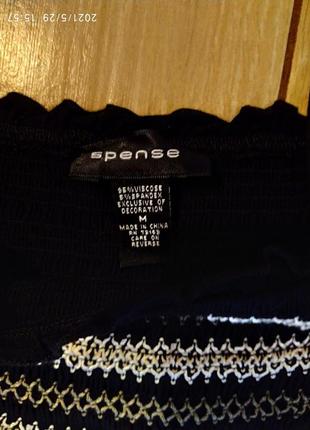 2021/5/29 15:57
spense
95% VISCOSE
5% SPANDEX
EXCLUSIVE OF
DECORATION
M
MADE IN CHINA
RN
CARE ON
REVERSE